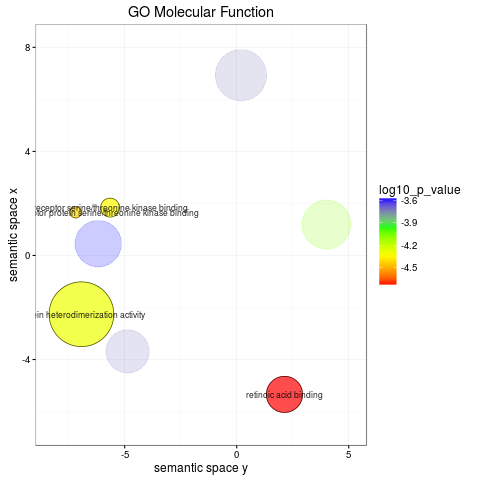 GO Molecular Function
8
4
0
-4
-5
0
5
semantic space x
semantic space y
receptor serine/threonine kinase binding
tor protein serine/threonine kinase binding
in heterodimerization activity
retinoic acid binding
log10_p_value
-3.6
-3.9
-4.2
-4.5